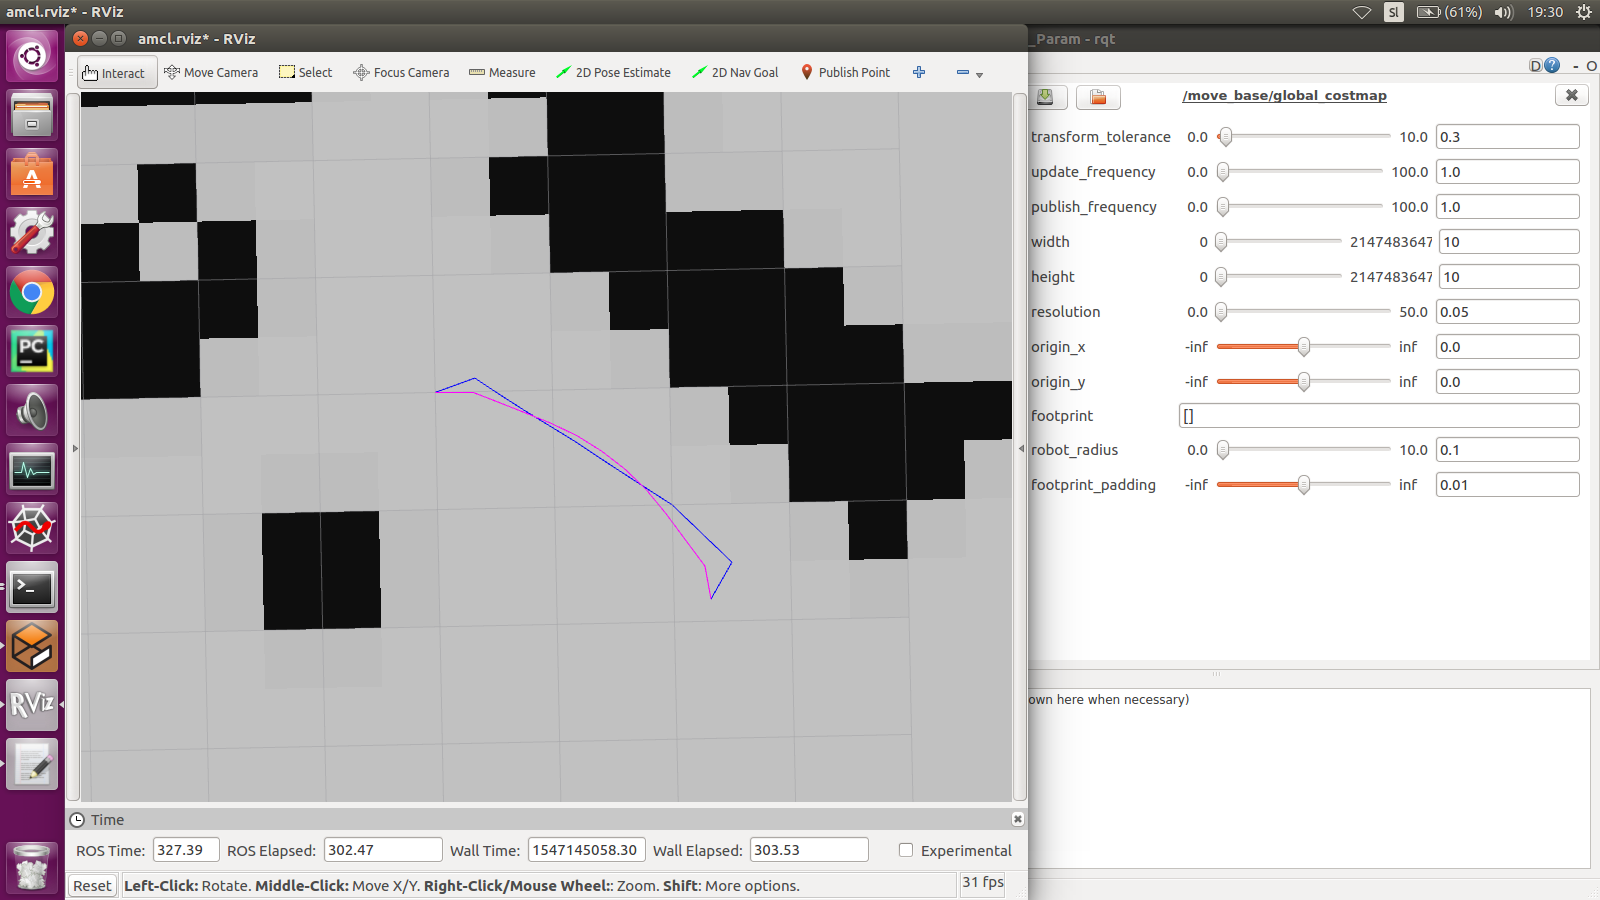 amcl.rviz* - RViz
Sl
(61%)
19:30
amcl.rviz* - RViz
_Param - rqt
Interact
Move Camera
Select
Focus Camera
Measure
2D Pose Estimate
2D Nav Goal
Publish Point
D
?
- O
/move_base/global_costmap
transform_tolerance 0.0 10.0 0.3
update_frequency 0.0 100.0 1.0
publish_frequency 0.0 100.0 1.0
width 0 2147483647 10
height 0 2147483647 10
resolution 0.0 50.0 0.05
origin_x -inf inf 0.0
origin_y -inf inf 0.0
footprint []
robot_radius 0.0 10.0 0.1
footprint_padding -inf inf 0.01
own here when necessary)
A
PC
>_
RViz
Time
ROS Time: 327.39 ROS Elapsed: 302.47 Wall Time: 1547145058.30 Wall Elapsed: 303.53 Experimental
Reset Left-Click: Rotate. Middle-Click: Move X/Y. Right-Click/Mouse Wheel:: Zoom. Shift: More options. 31 fps